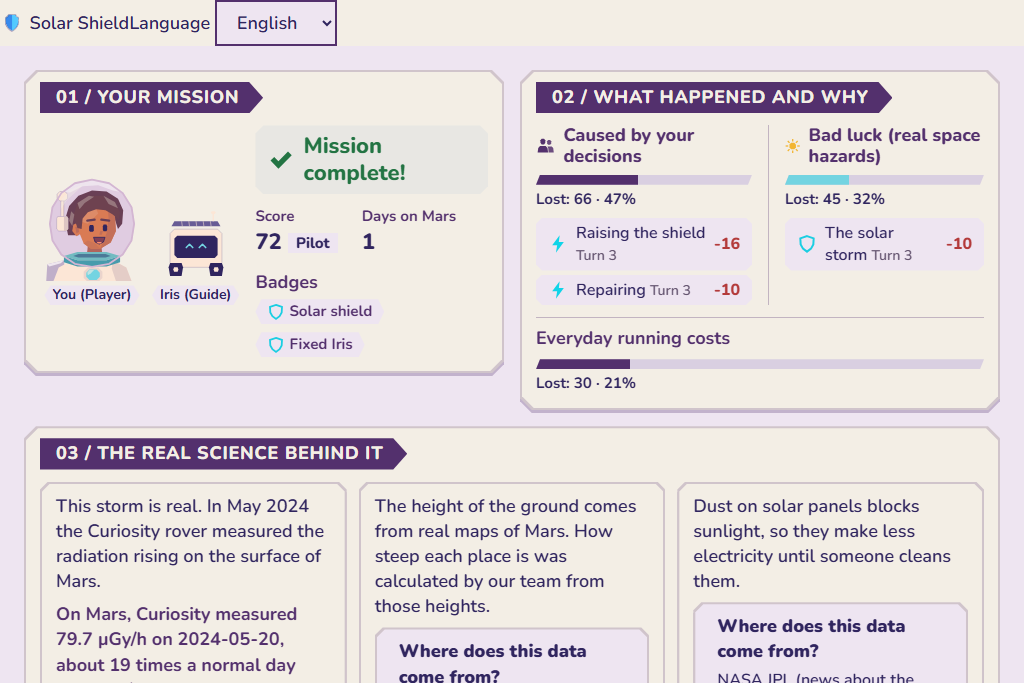 Solar ShieldLanguage English
01 / YOUR MISSION
Mission
complete!
Score
72 Pilot
Days on Mars
1
Badges
Solar shield
Fixed Iris
You (Player)
Iris (Guide)
02 / WHAT HAPPENED AND WHY
Caused by your
decisions
Lost: 66 · 47%
Raising the shield
Turn 3
-16
Repairing Turn 3 -10
Bad luck (real space
hazards)
Lost: 45 · 32%
The solar
storm Turn 3
-10
Everyday running costs
Lost: 30 · 21%
03 / THE REAL SCIENCE BEHIND IT
This storm is real. In May 2024
the Curiosity rover measured the
radiation rising on the surface of
Mars.
On Mars, Curiosity measured
79.7 μGy/h on 2024-05-20,
about 19 times a normal day
The height of the ground comes
from real maps of Mars. How
steep each place is was
calculated by our team from
those heights.
Where does this data
come from?
Dust on solar panels blocks
sunlight, so they make less
electricity until someone cleans
them.
Where does this data
come from?
NASA JPL (news about the